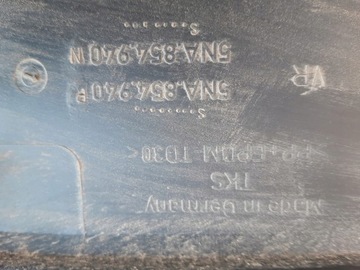 Made in Germany
TKS
>PP+EPDM-TD30<
5NA.854.940 P
5NA.854.940 N
VR